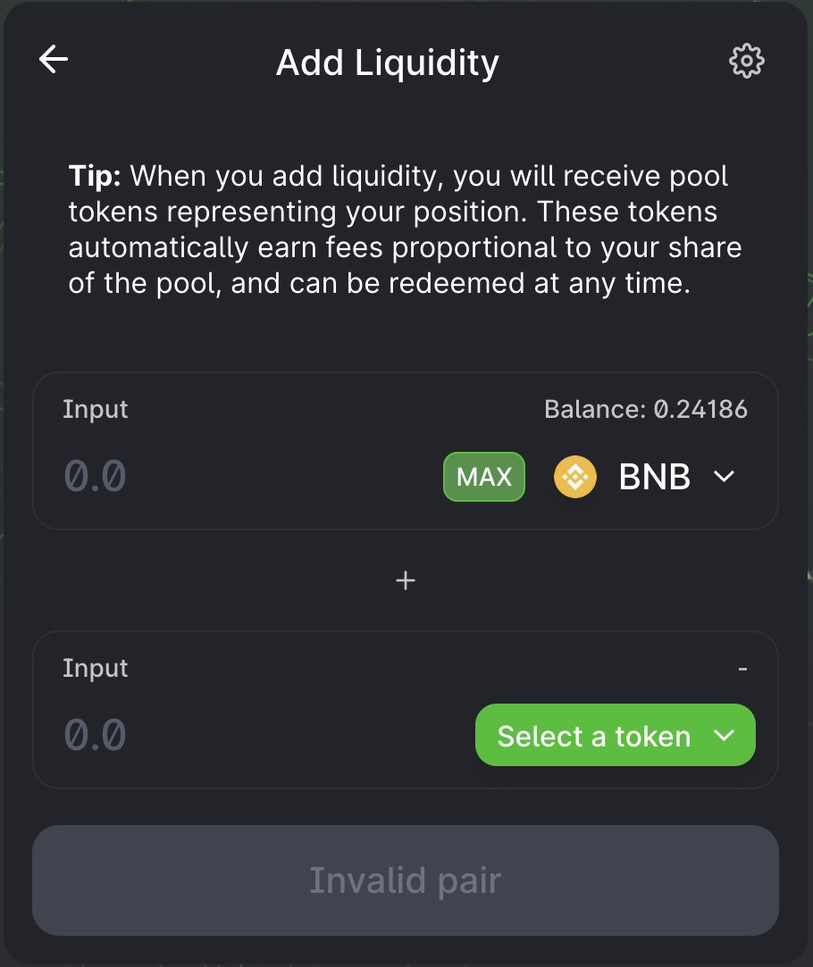 Add Liquidity
Tip: When you add liquidity, you will receive pool
tokens representing your position. These tokens
automatically earn fees proportional to your share
of the pool, and can be redeemed at any time.
Input
Balance: 0.24186
0.0
MAX
BNB
+
Input
-
0.0
Select a token
Invalid pair